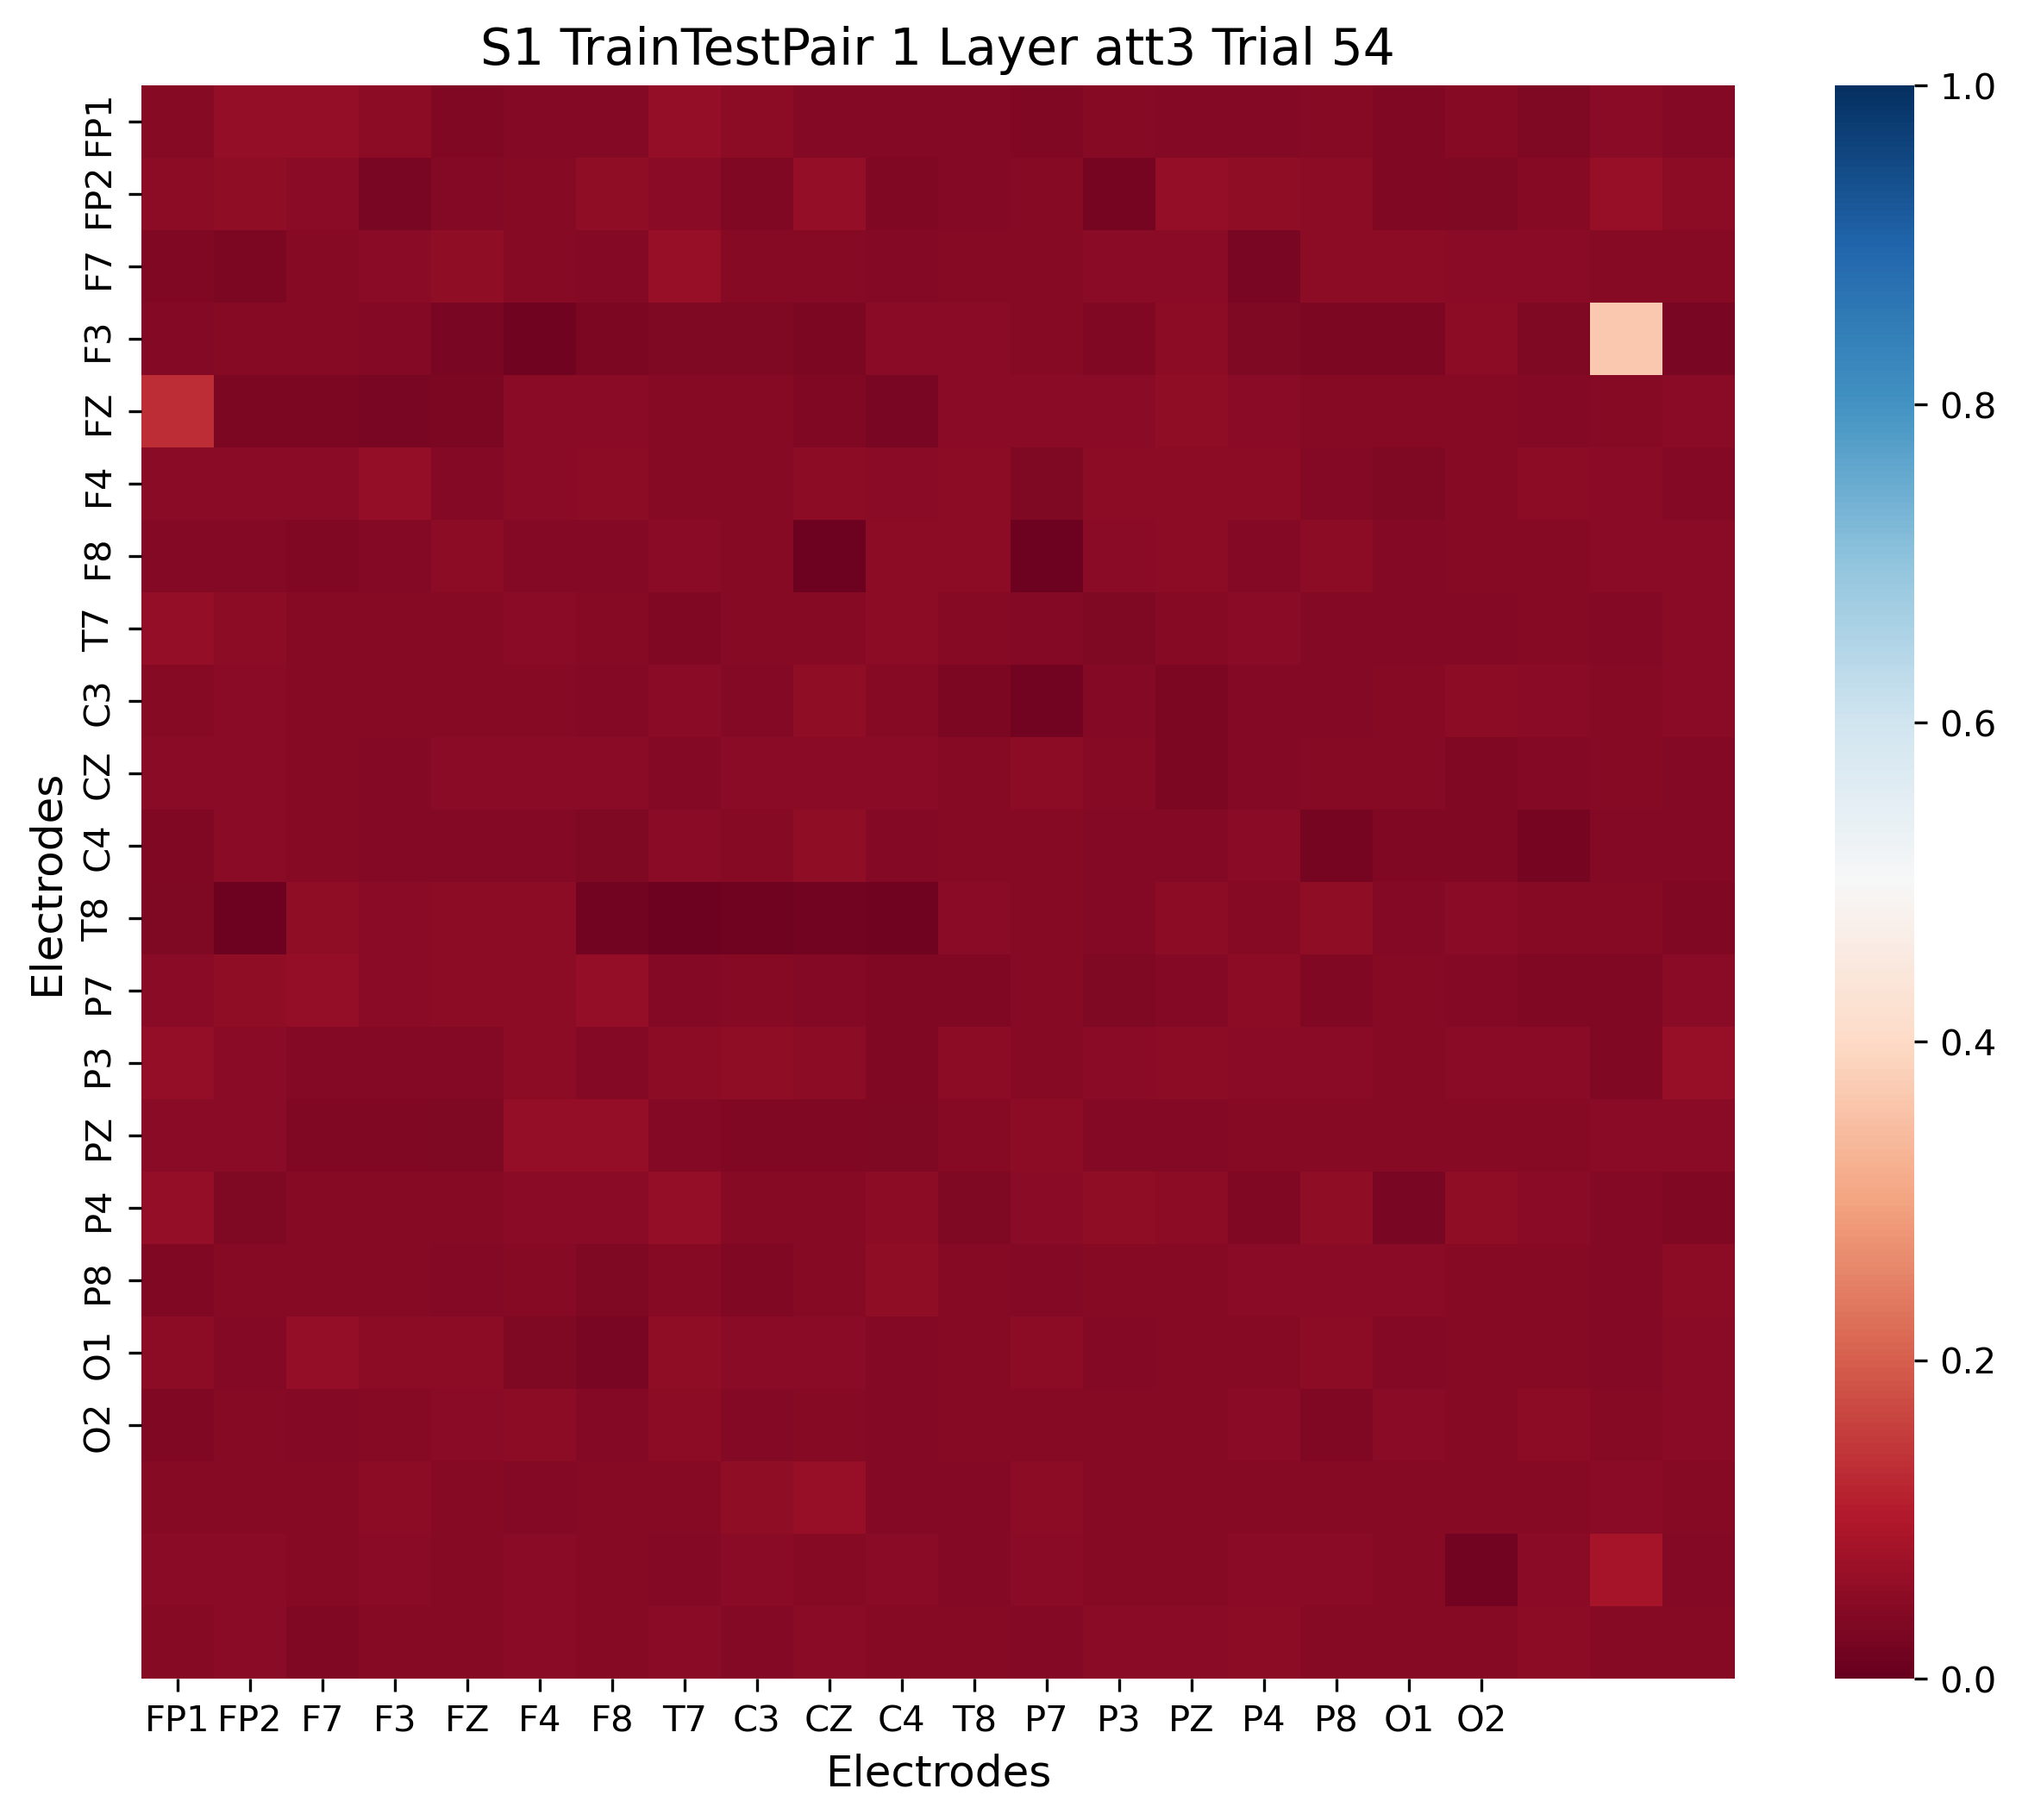 S1 TrainTestPair 1 Layer att3 Trial 54
Electrodes
FP1
FP2
F7
F3
FZ
F4
F8
T7
C3
CZ
C4
T8
P7
P3
PZ
P4
P8
O1
O2
FP1 FP2 F7 F3 FZ F4 F8 T7 C3 CZ C4 T8 P7 P3 PZ P4 P8 O1 O2
Electrodes
1.0
0.8
0.6
0.4
0.2
0.0